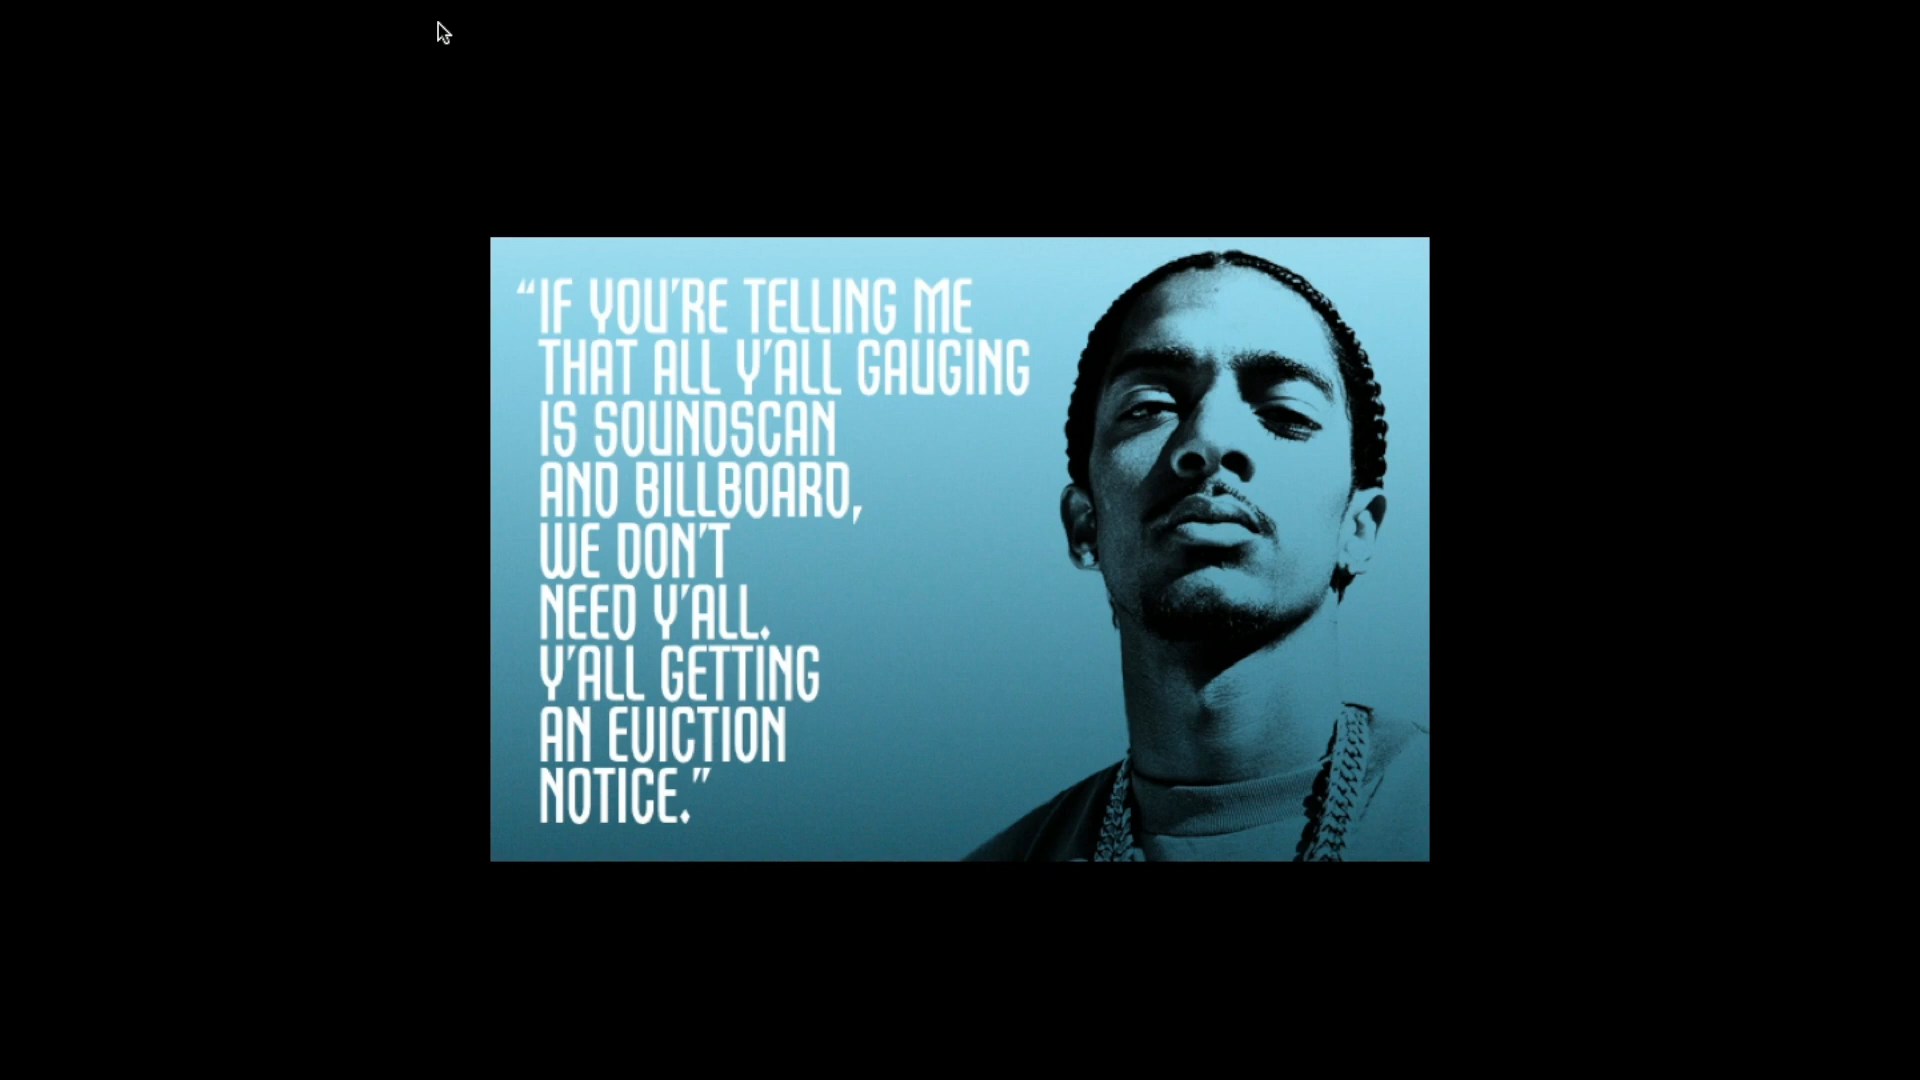 “IF YOU’RE TELLING ME
THAT ALL Y’ALL GAUGING
IS SOUNDSCAN
AND BILLBOARD,
WE DON’T
NEED Y’ALL.
Y’ALL GETTING
AN EVICTION
NOTICE.”